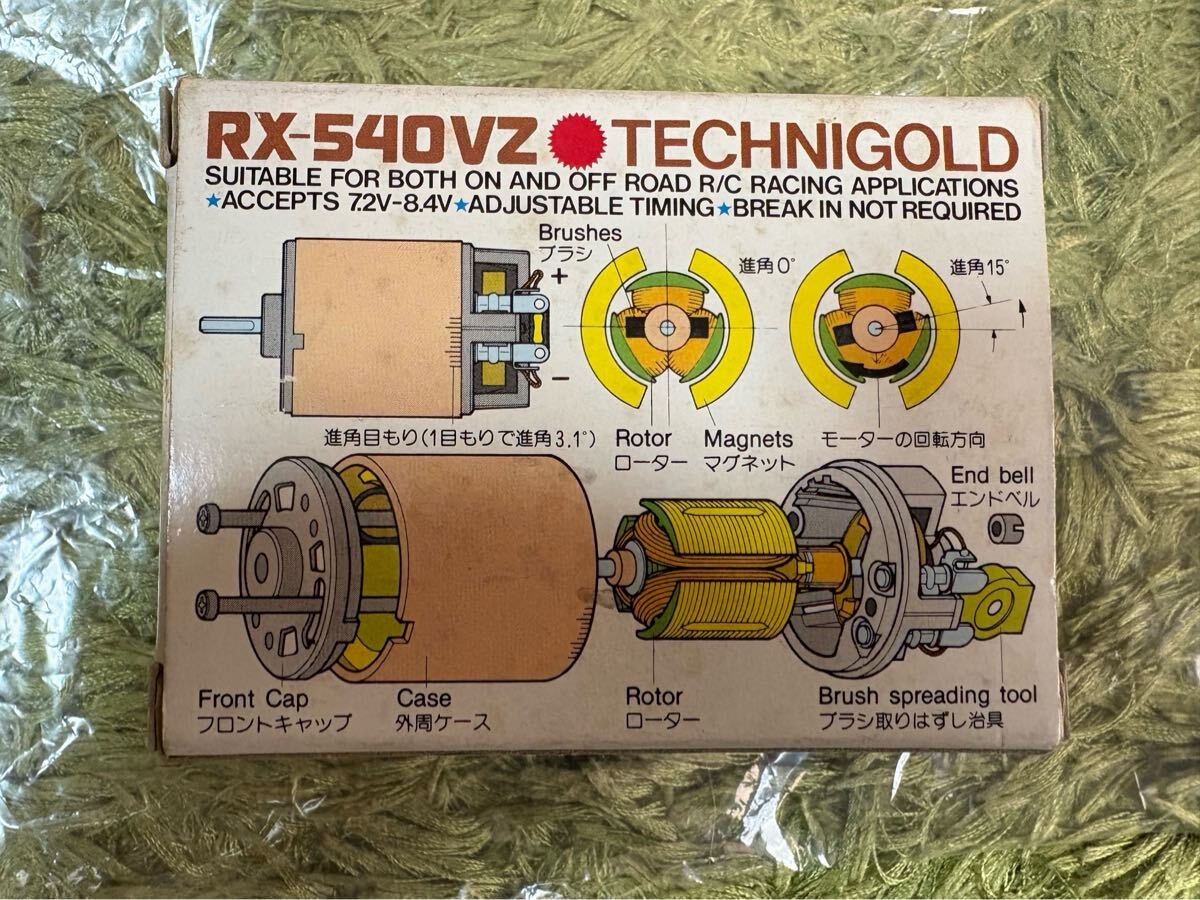 RX-540VZ TECHNIGOLD
SUITABLE FOR BOTH ON AND OFF ROAD R/C RACING APPLICATIONS
★ACCEPTS 7.2V-8.4V★ADJUSTABLE TIMING★BREAK IN NOT REQUIRED
Brushes
ブラシ
+
-
進角0°
進角15°
進角目もり(1目もりで進角3.1°)
Rotor
ローター
Magnets
マグネット
モーターの回転方向
End bell
エンドベル
Front Cap
フロントキャップ
Case
外周ケース
Rotor
ローター
Brush spreading tool
ブラシ取りはずし治具